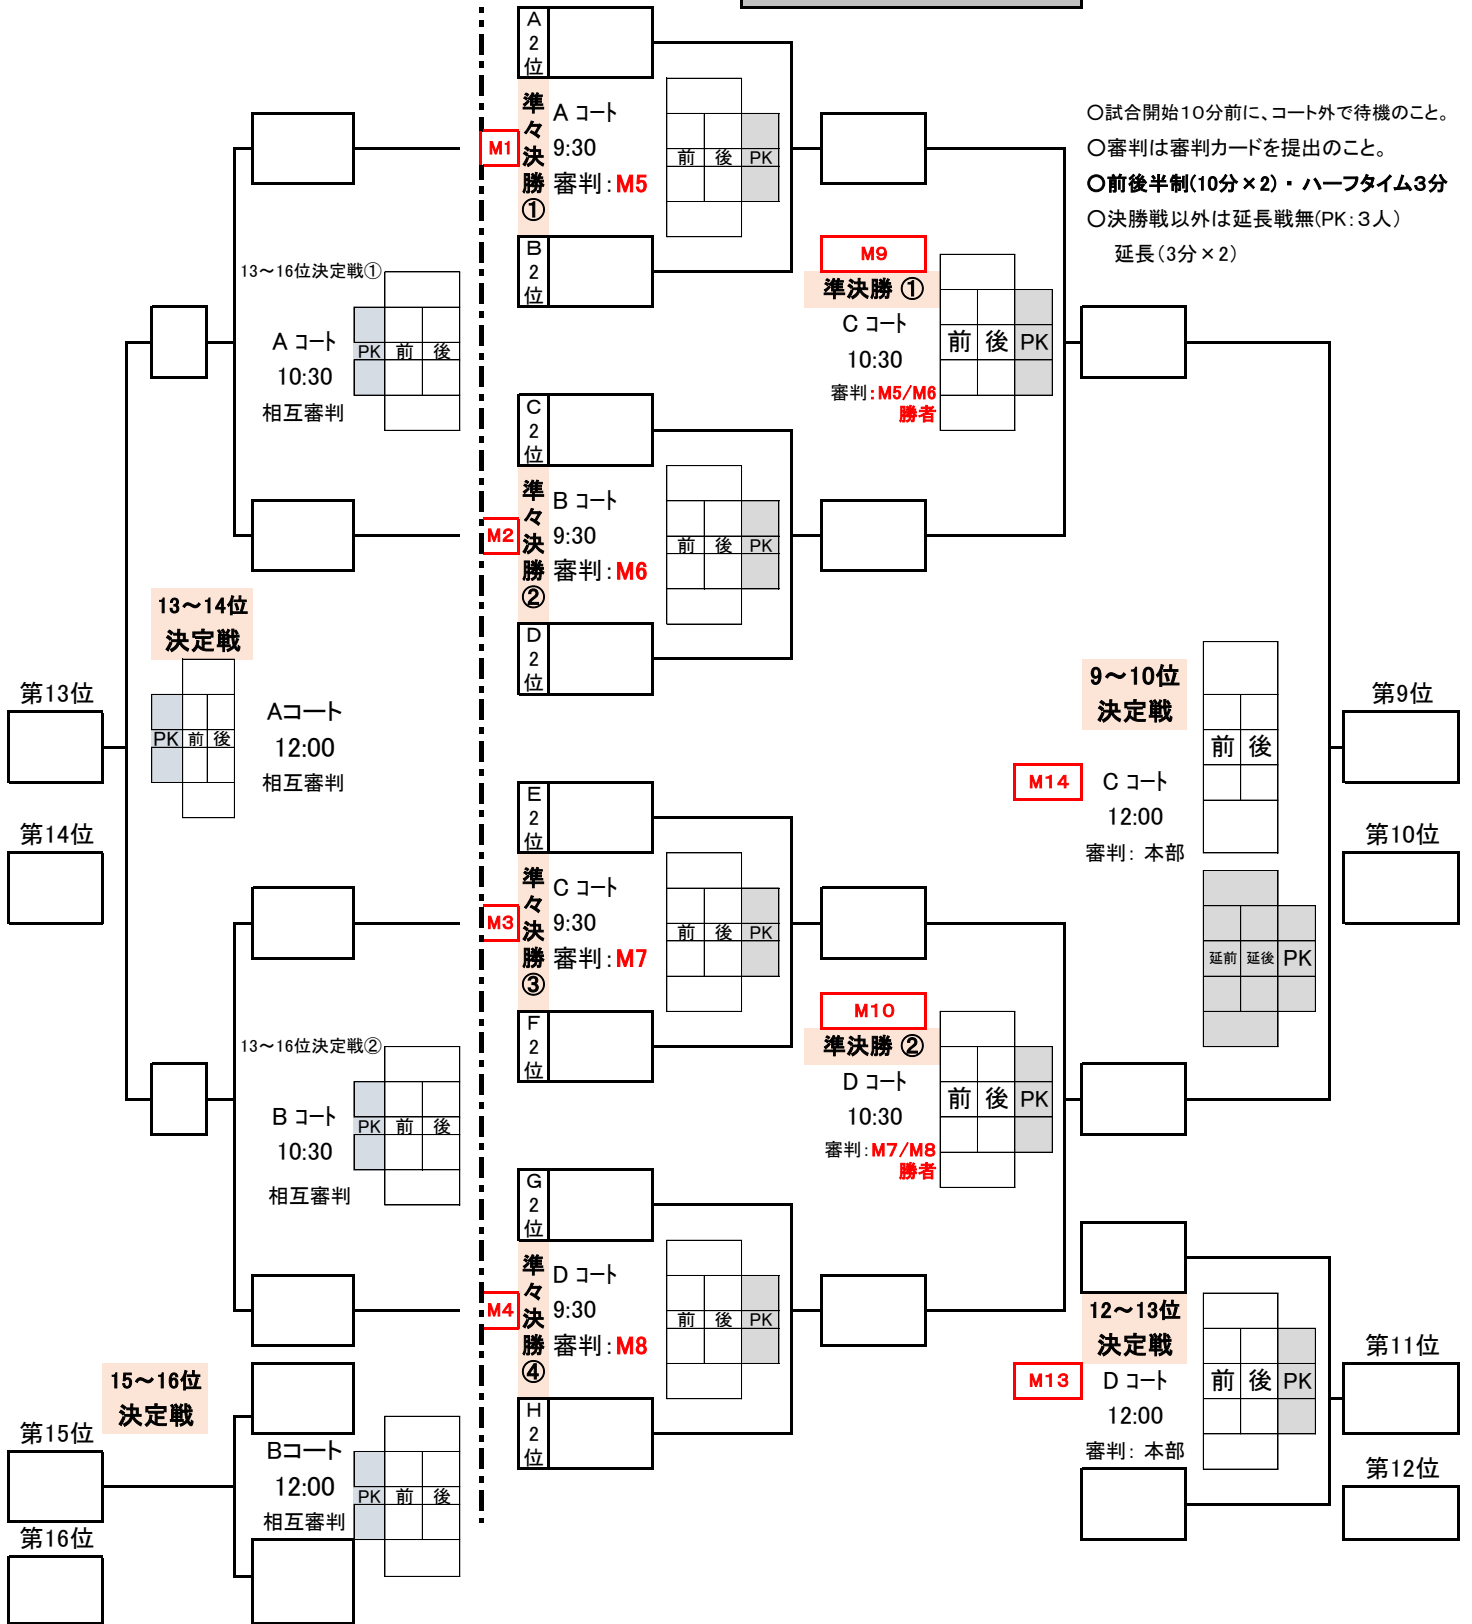 ○試合開始10分前に、コート外で待機のこと。
○審判は審判カードを提出のこと。
○前後半制(10分×2)・ハーフタイム3分
○決勝戦以外は延長戦無(PK:3人)
延長(3分×2)
A2位
M1
準々決勝①
A コート
9:30
審判:M5
前 後 PK
B2位
C2位
M2
準々決勝②
B コート
9:30
審判:M6
前 後 PK
D2位
E2位
M3
準々決勝③
C コート
9:30
審判:M7
前 後 PK
F2位
G2位
M4
準々決勝④
D コート
9:30
審判:M8
前 後 PK
H2位
M9
準決勝 ①
C コート
10:30
審判:M5/M6
勝者
前 後 PK
M10
準決勝 ②
D コート
10:30
審判:M7/M8
勝者
前 後 PK
9~10位
決定戦
M14
C コート
12:00
審判: 本部
前 後
延前 延後 PK
第9位
第10位
12~13位
決定戦
M13
D コート
12:00
審判: 本部
前 後 PK
第11位
第12位
13~16位決定戦①
A コート
10:30
相互審判
PK 前 後
13~14位
決定戦
Aコート
12:00
相互審判
PK 前 後
第13位
第14位
13~16位決定戦②
B コート
10:30
相互審判
PK 前 後
15~16位
決定戦
Bコート
12:00
相互審判
PK 前 後
第15位
第16位